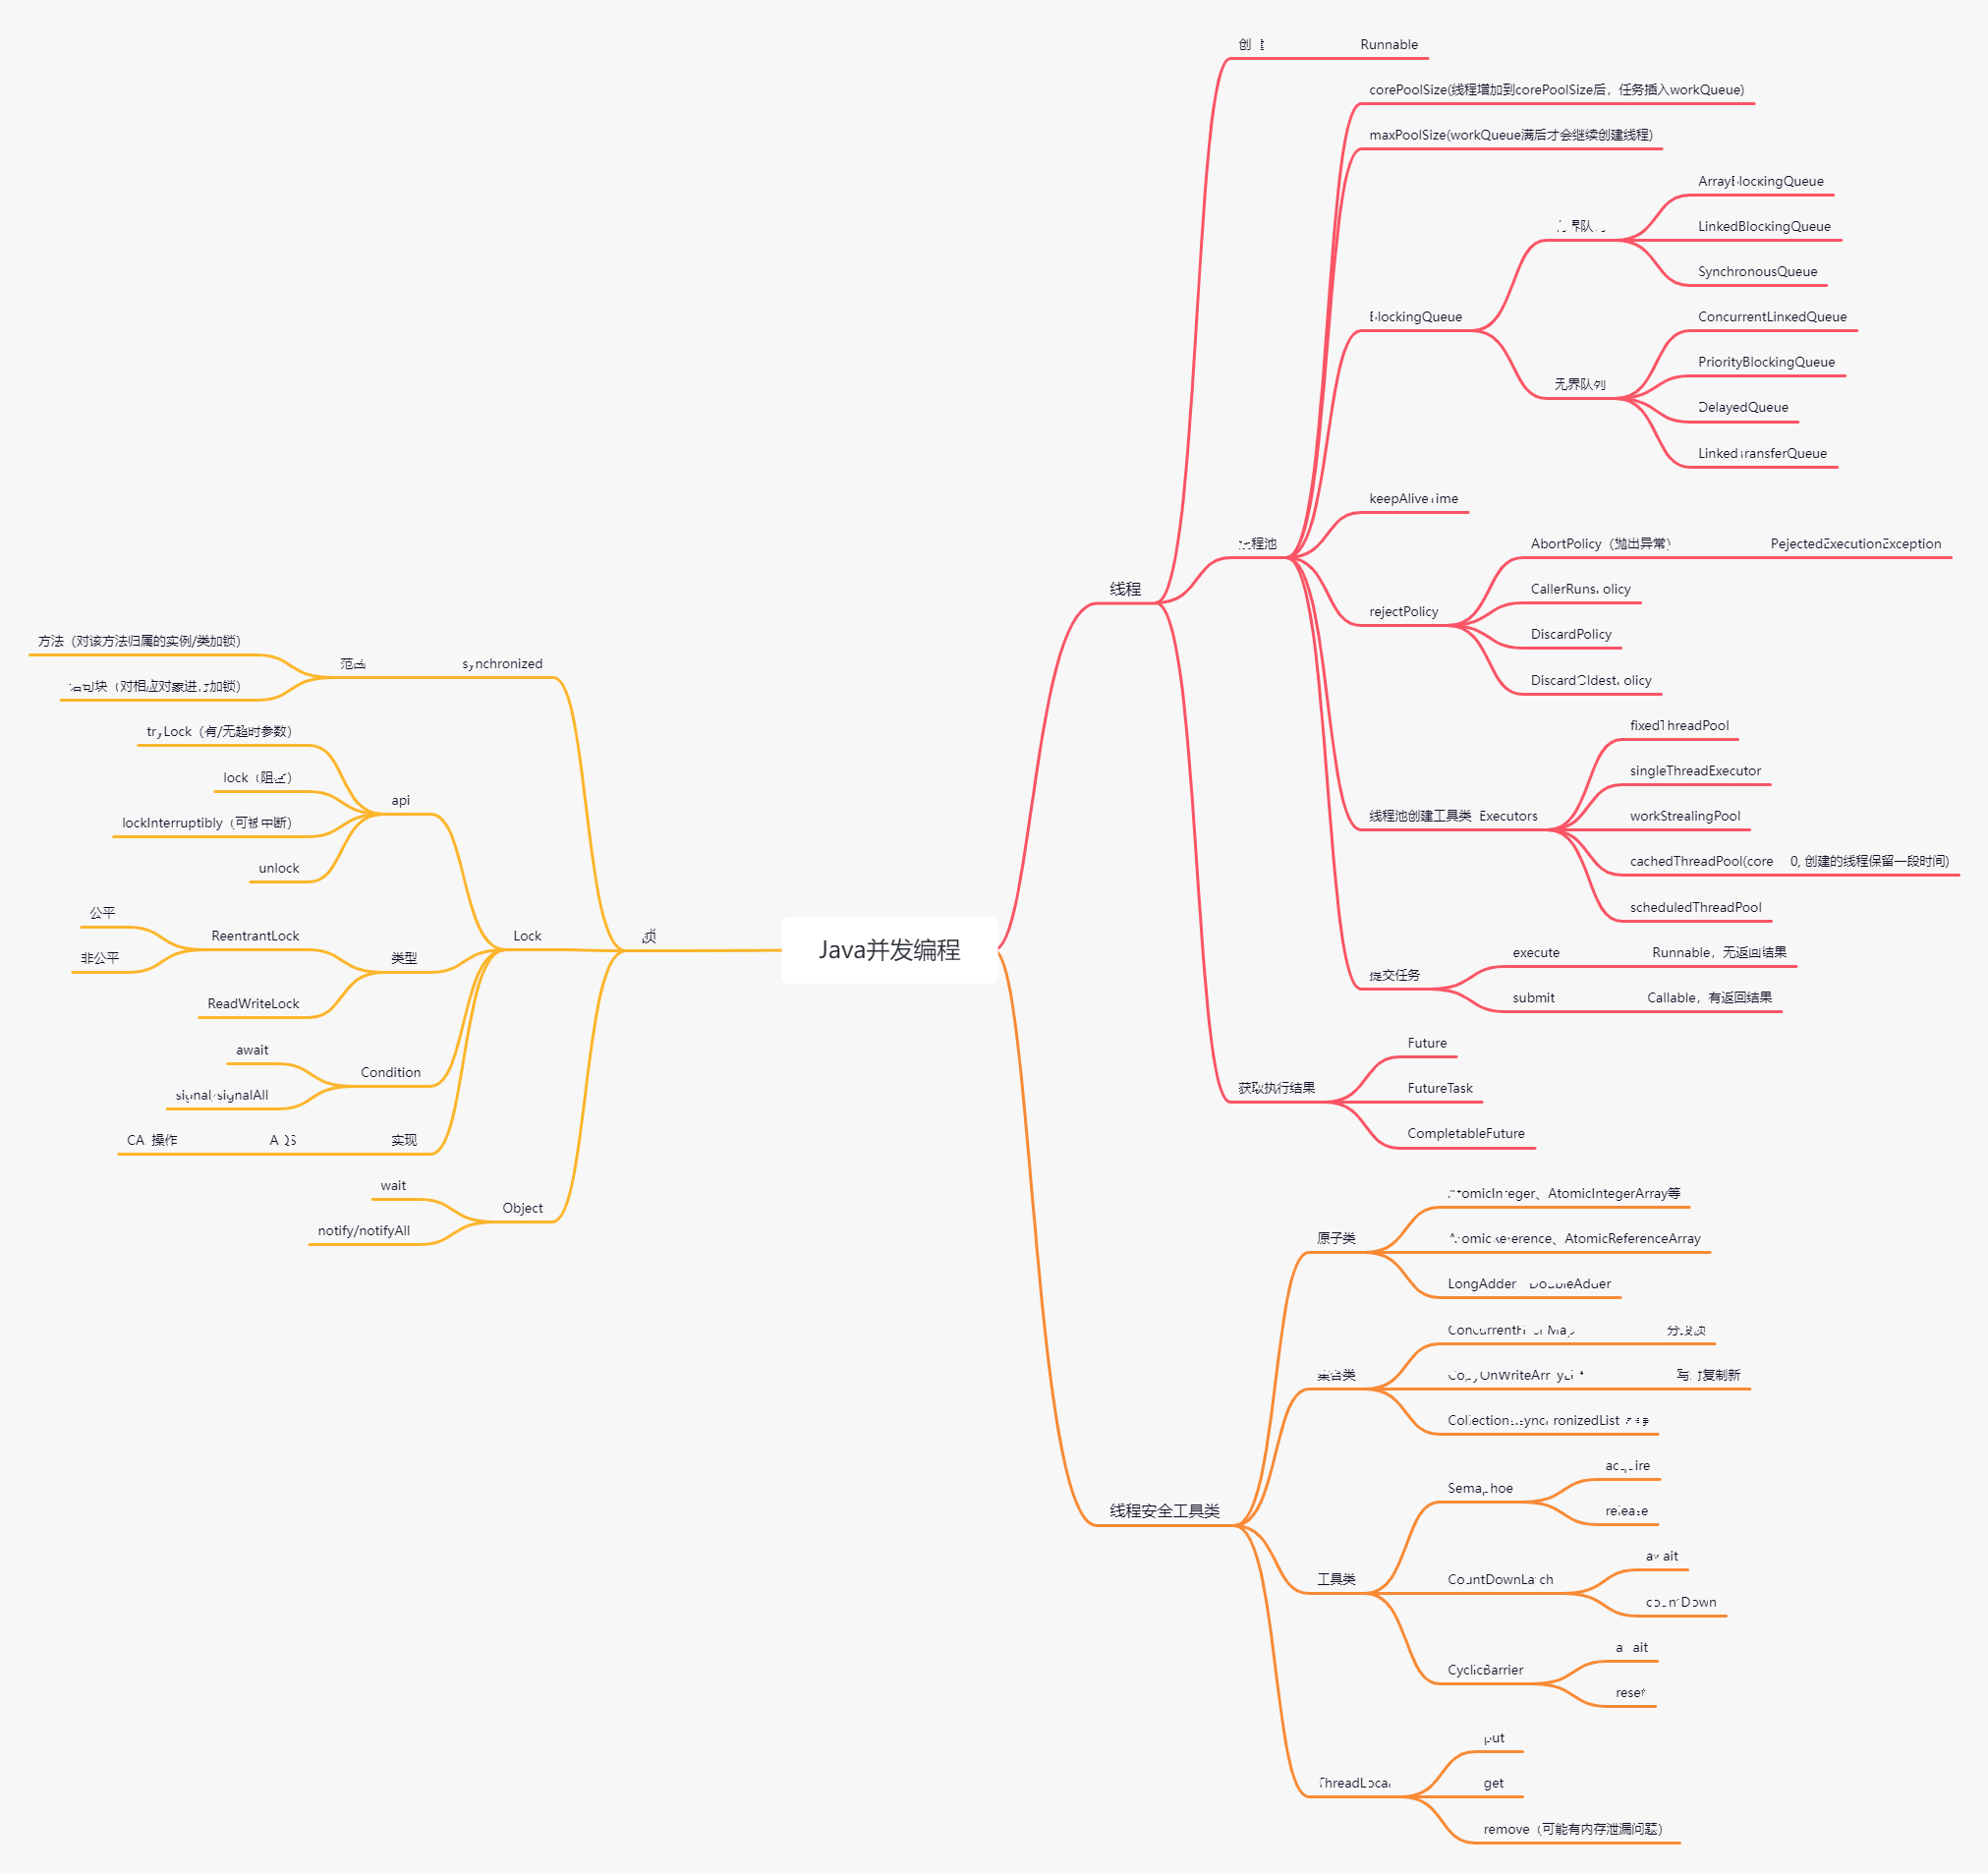 Java并发编程
线程
Runnable
corePoolSize(线程增加到corePoolSize后，任务插入workQueue)
maxPoolSize(workQueue满后才会继续创建线程)
BlockingQueue
ArrayBlockingQueue
LinkedBlockingQueue
SynchronousQueue
无界队列
ConcurrentLinkedQueue
PriorityBlockingQueue
DelayedQueue
LinkedTransferQueue
keepAliveTime
线程池
rejectPolicy
AbortPolicy（抛出异常）
RejectedExecutionException
CallerRunsPolicy
DiscardPolicy
DiscardOldestPolicy
线程池创建工具类 Executors
fixedThreadPool
singleThreadExecutor
workStrealingPool
cachedThreadPool(core 0, 创建的线程保留一段时间)
scheduledThreadPool
提交任务
execute
Runnable，无返回结果
submit
Callable，有返回结果
获取执行结果
Future
FutureTask
CompletableFuture
线程安全工具类
原子类
AtomicInteger、AtomicIntegerArray等
AtomicReference、AtomicReferenceArray
LongAdder DoubleAdder
集合类
ConcurrentHashMap
CopyOnWriteArrayList
写时复制新
Collections.synchronizedList
工具类
Semaphoe
acquire
release
CountDownLatch
await
countDown
CyclicBarrier
await
reset
ThreadLocal
put
get
remove（可能有内存泄漏问题）
锁
synchronized
方法（对该方法归属的实例/类加锁）
语句块（对相应对象进行加锁）
Lock
api
tryLock（有/无超时参数）
lock（阻塞）
lockInterruptibly（可被中断）
unlock
类型
ReentrantLock
公平
非公平
ReadWriteLock
Condition
await
signal/signalAll
实现
AQS
操作
Object
wait
notify/notifyAll